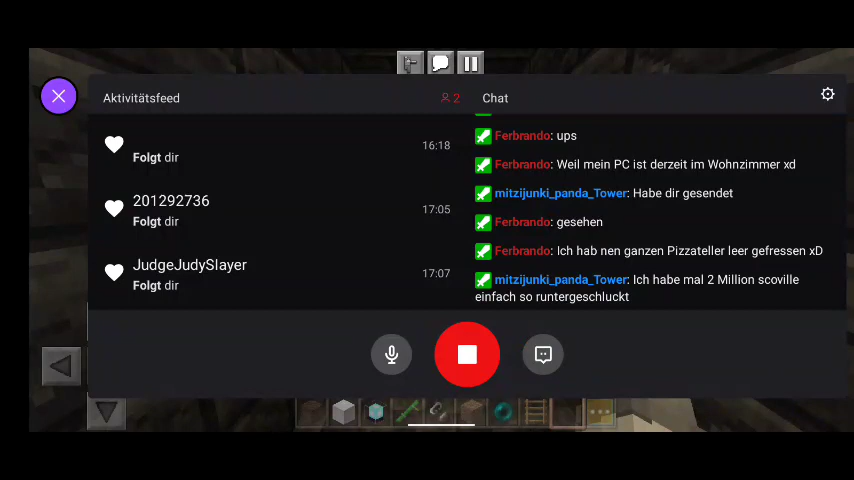 Aktivitätsfeed
2
Chat
Folgt dir
16:18
201292736
Folgt dir
17:05
JudgeJudySlayer
Folgt dir
17:07
Ferbrando: ups
Ferbrando: Weil mein PC ist derzeit im Wohnzimmer xd
mitzijunki_panda_Tower: Habe dir gesendet
Ferbrando: gesehen
Ferbrando: Ich hab nen ganzen Pizzateller leer gefressen xD
mitzijunki_panda_Tower: Ich habe mal 2 Million scoville
einfach so runtergeschluckt